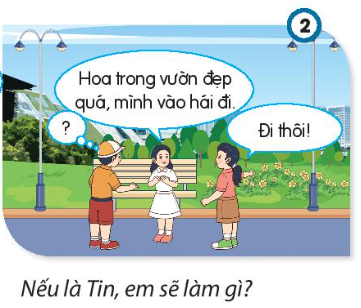 2
Hoa trong vườn đẹp
quá, mình vào hái đi.
?
Đi thôi!
Nếu là Tin, em sẽ làm gì?